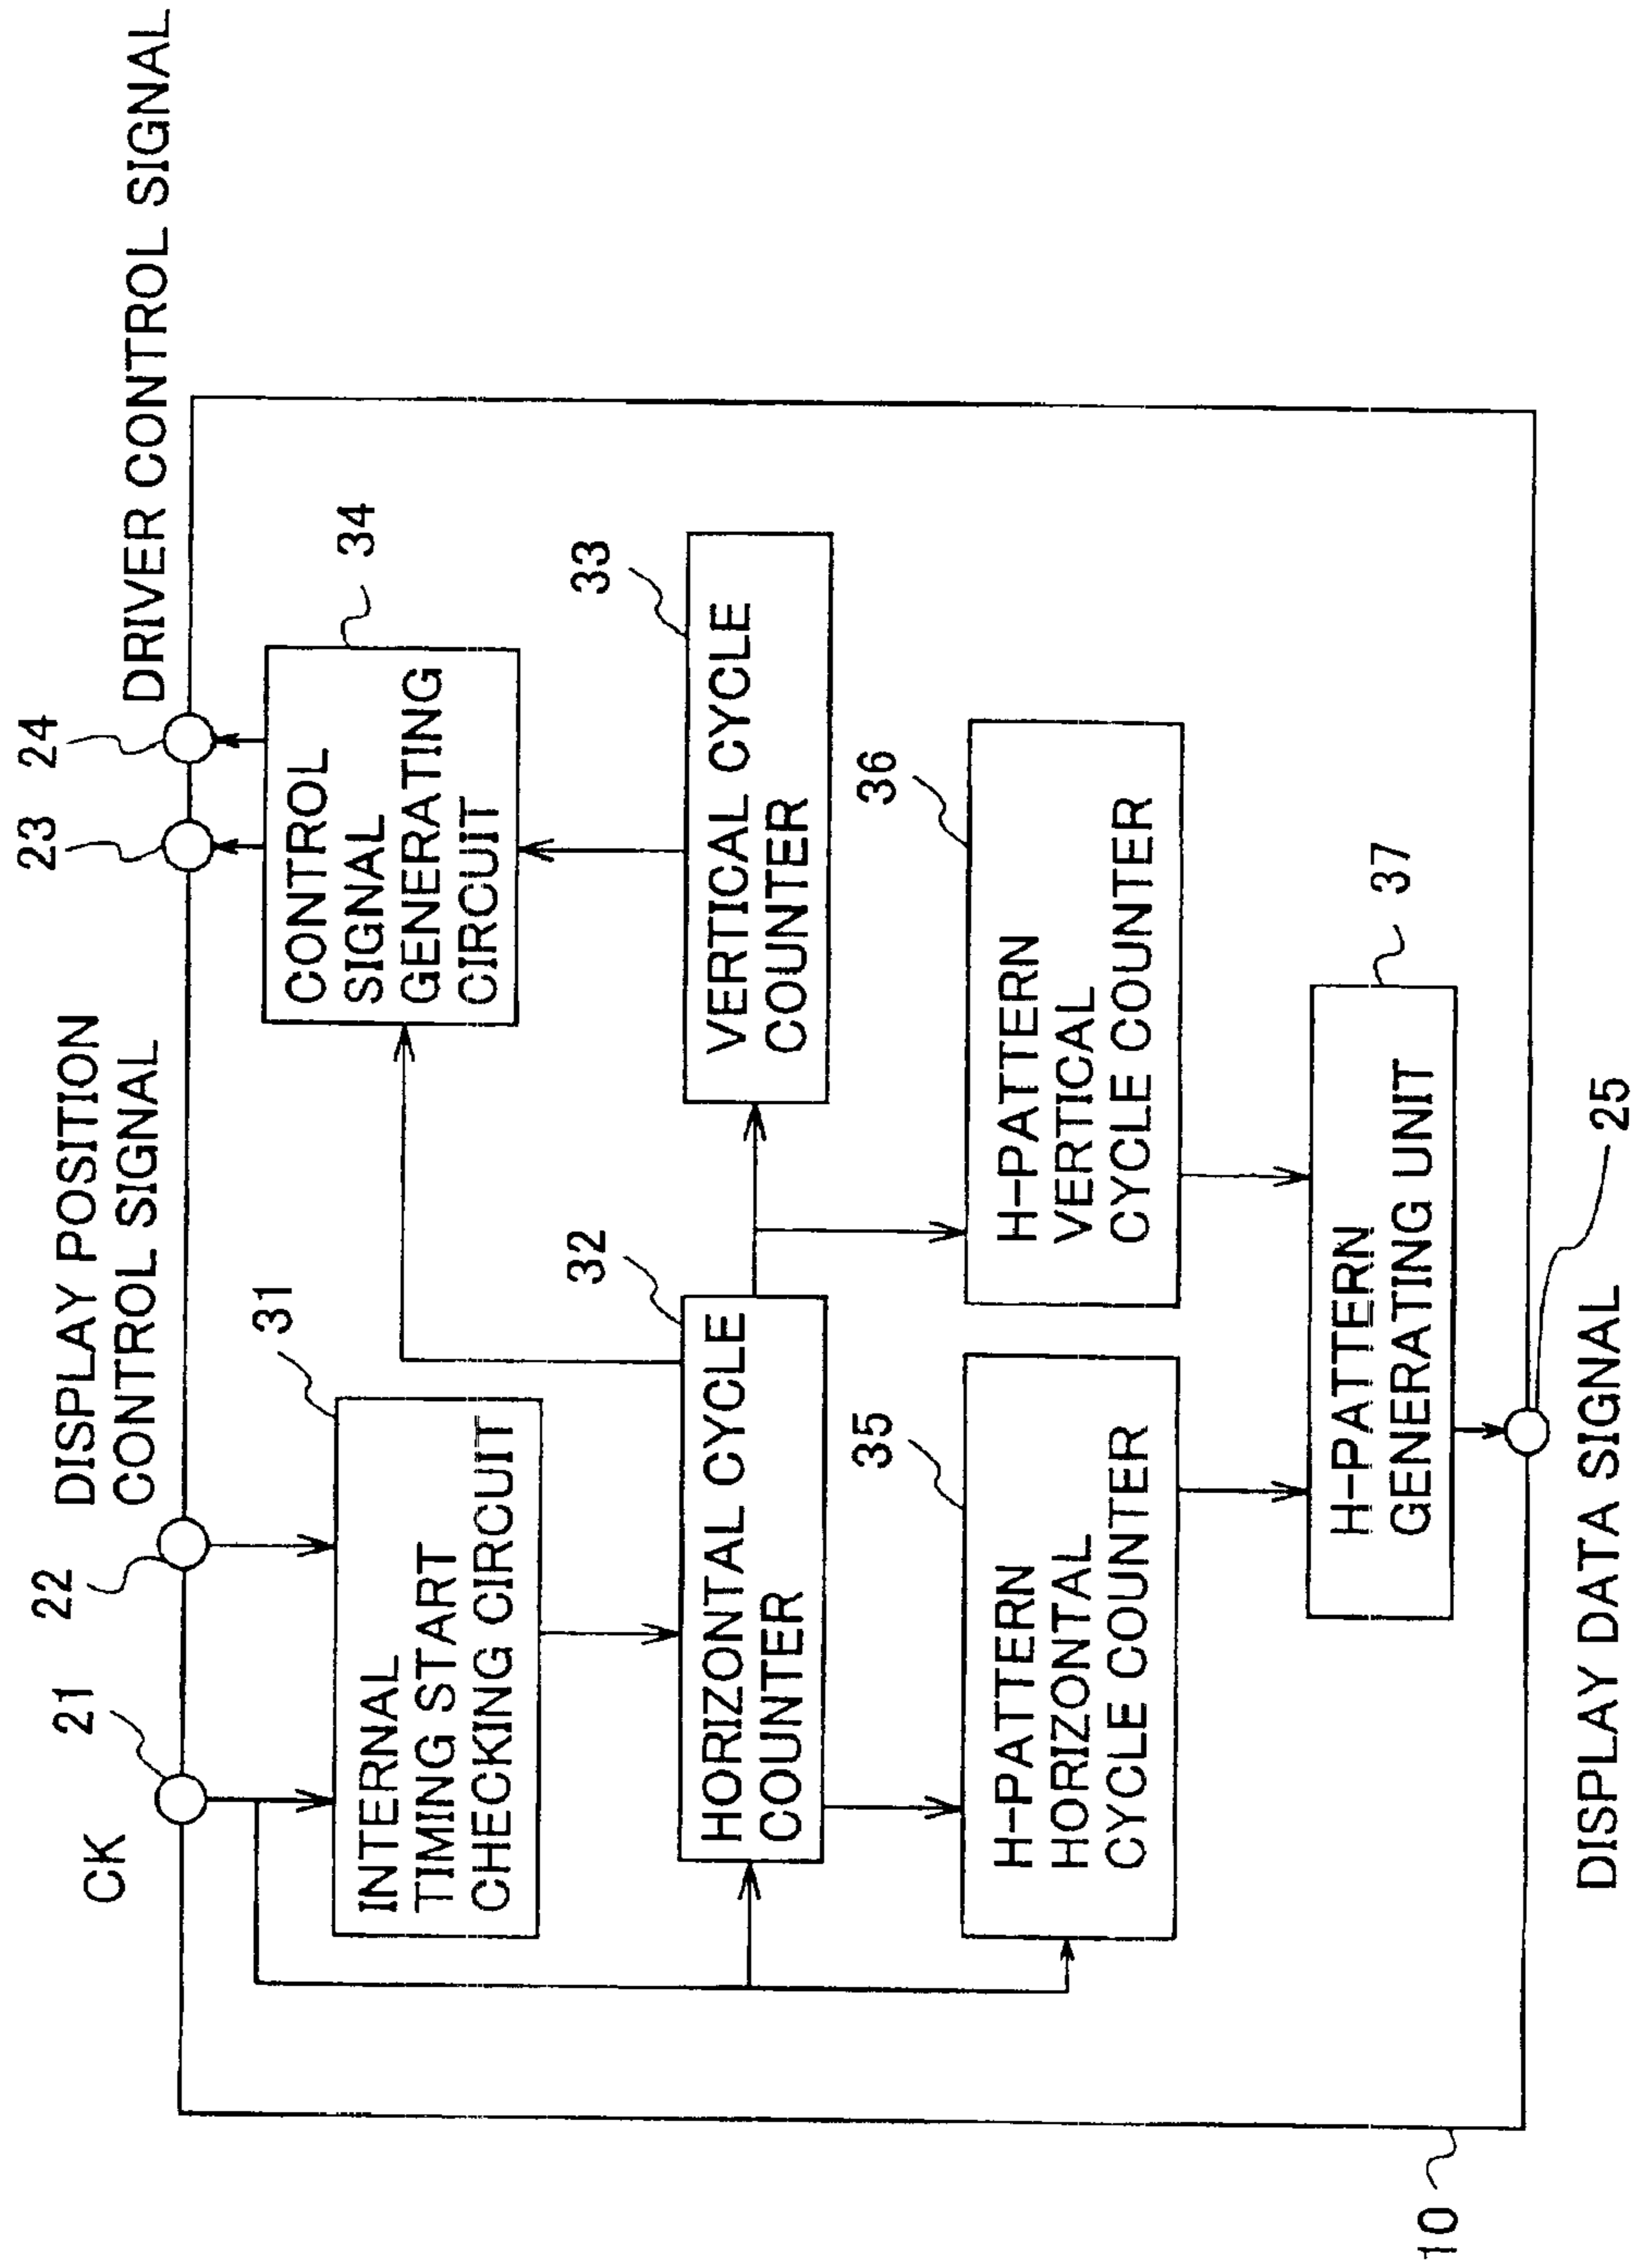 CK
21
22
DISPLAY POSITION
CONTROL SIGNAL
23
24
DRIVER CONTROL SIGNAL
31
INTERNAL
TIMING START
CHECKING CIRCUIT
34
CONTROL
SIGNAL
GENERATING
CIRCUIT
32
HORIZONTAL CYCLE
COUNTER
33
VERTICAL CYCLE
COUNTER
35
H-PATTERN
HORIZONTAL
CYCLE COUNTER
36
H-PATTERN
VERTICAL
CYCLE COUNTER
37
H-PATTERN
GENERATING UNIT
10
DISPLAY DATA SIGNAL
25